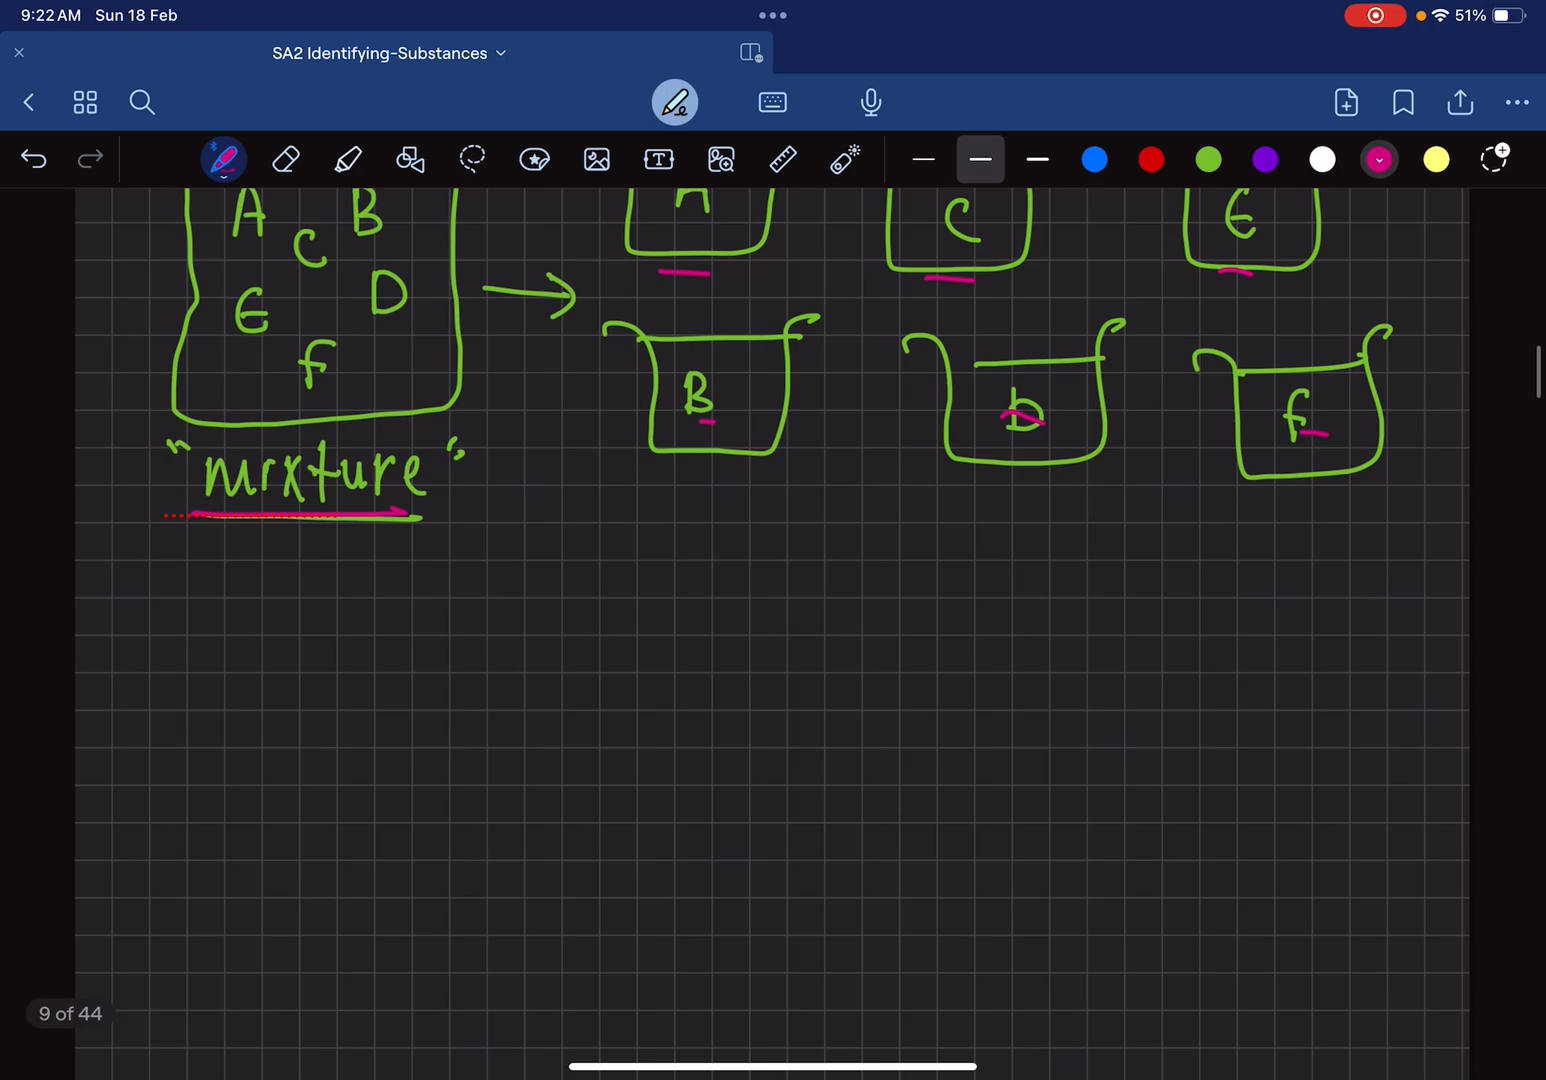 9:22 AM Sun 18 Feb
51%
SA2 Identifying-Substances
T
A B
C
D
E
F
"mixture"
A C E
B D F
9 of 44